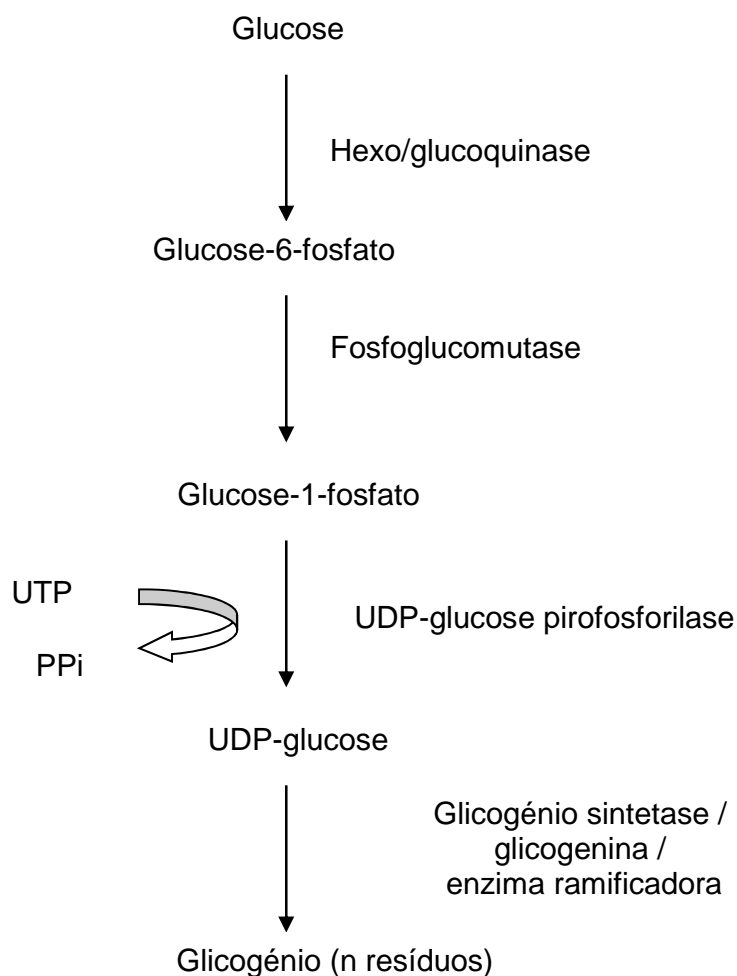 Glucose
Hexo/glucoquinase
Glucose-6-fosfato
Fosfoglucomutase
Glucose-1-fosfato
UTP
UDP-glucose pirofosforilase
PPi
UDP-glucose
Glicogénio sintetase /
glicogenina /
enzima ramificadora
Glicogénio (n resíduos)